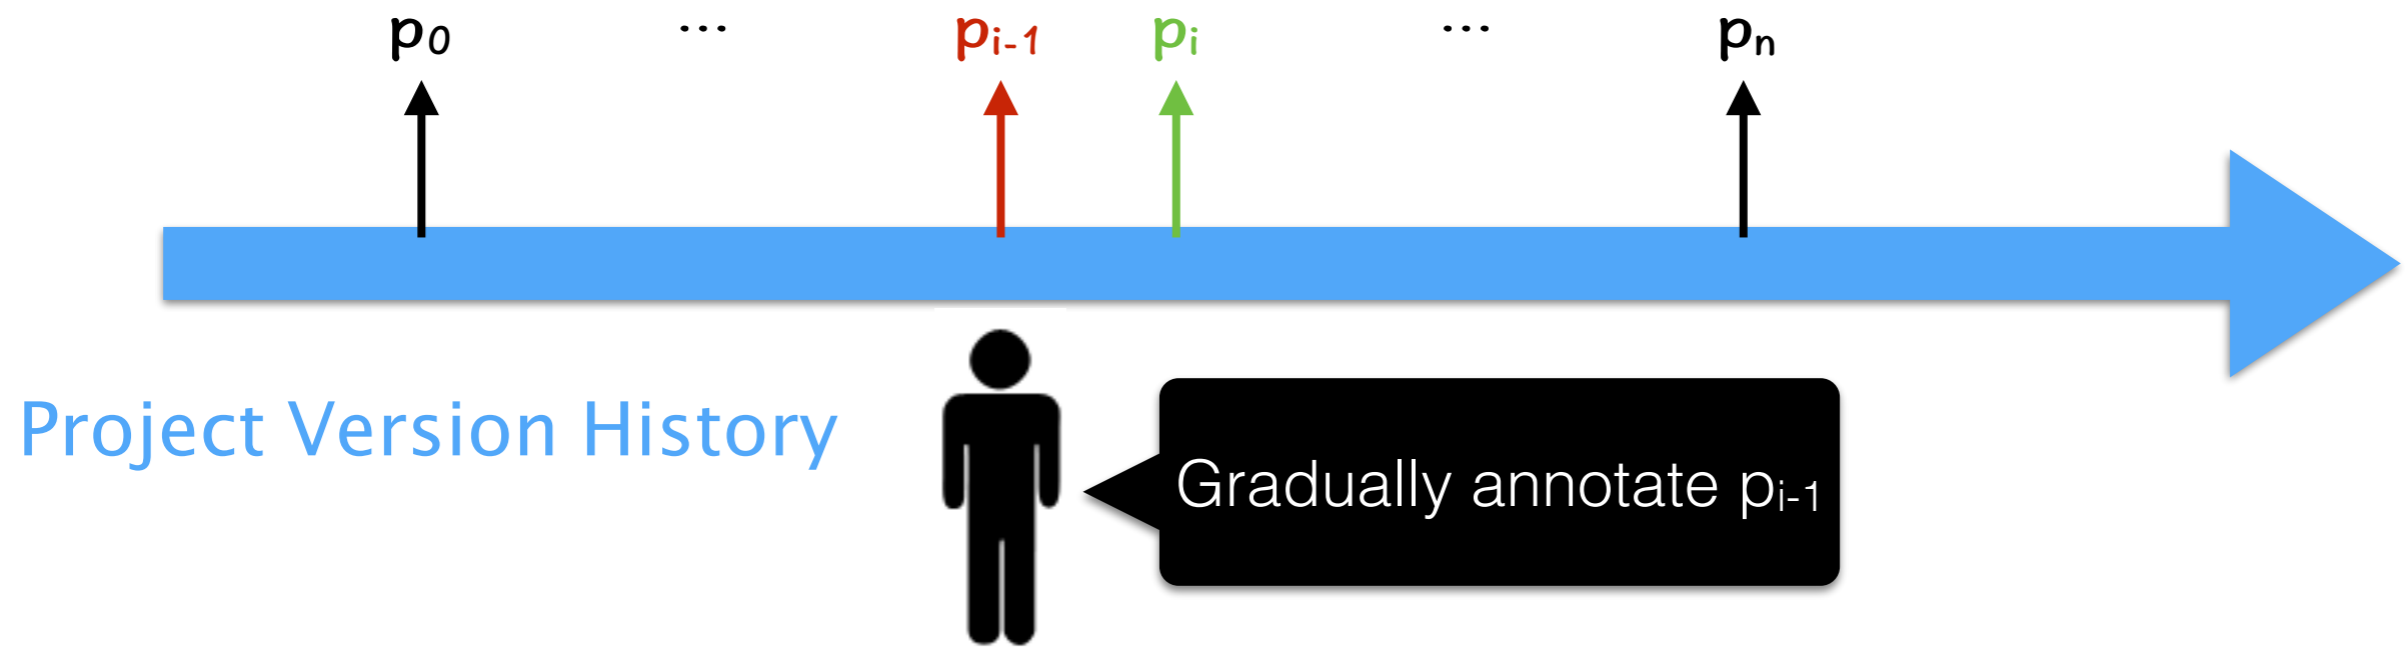 p₀ ... pᵢ₋₁ pᵢ ... pₙ
Project Version History
Gradually annotate pᵢ₋₁